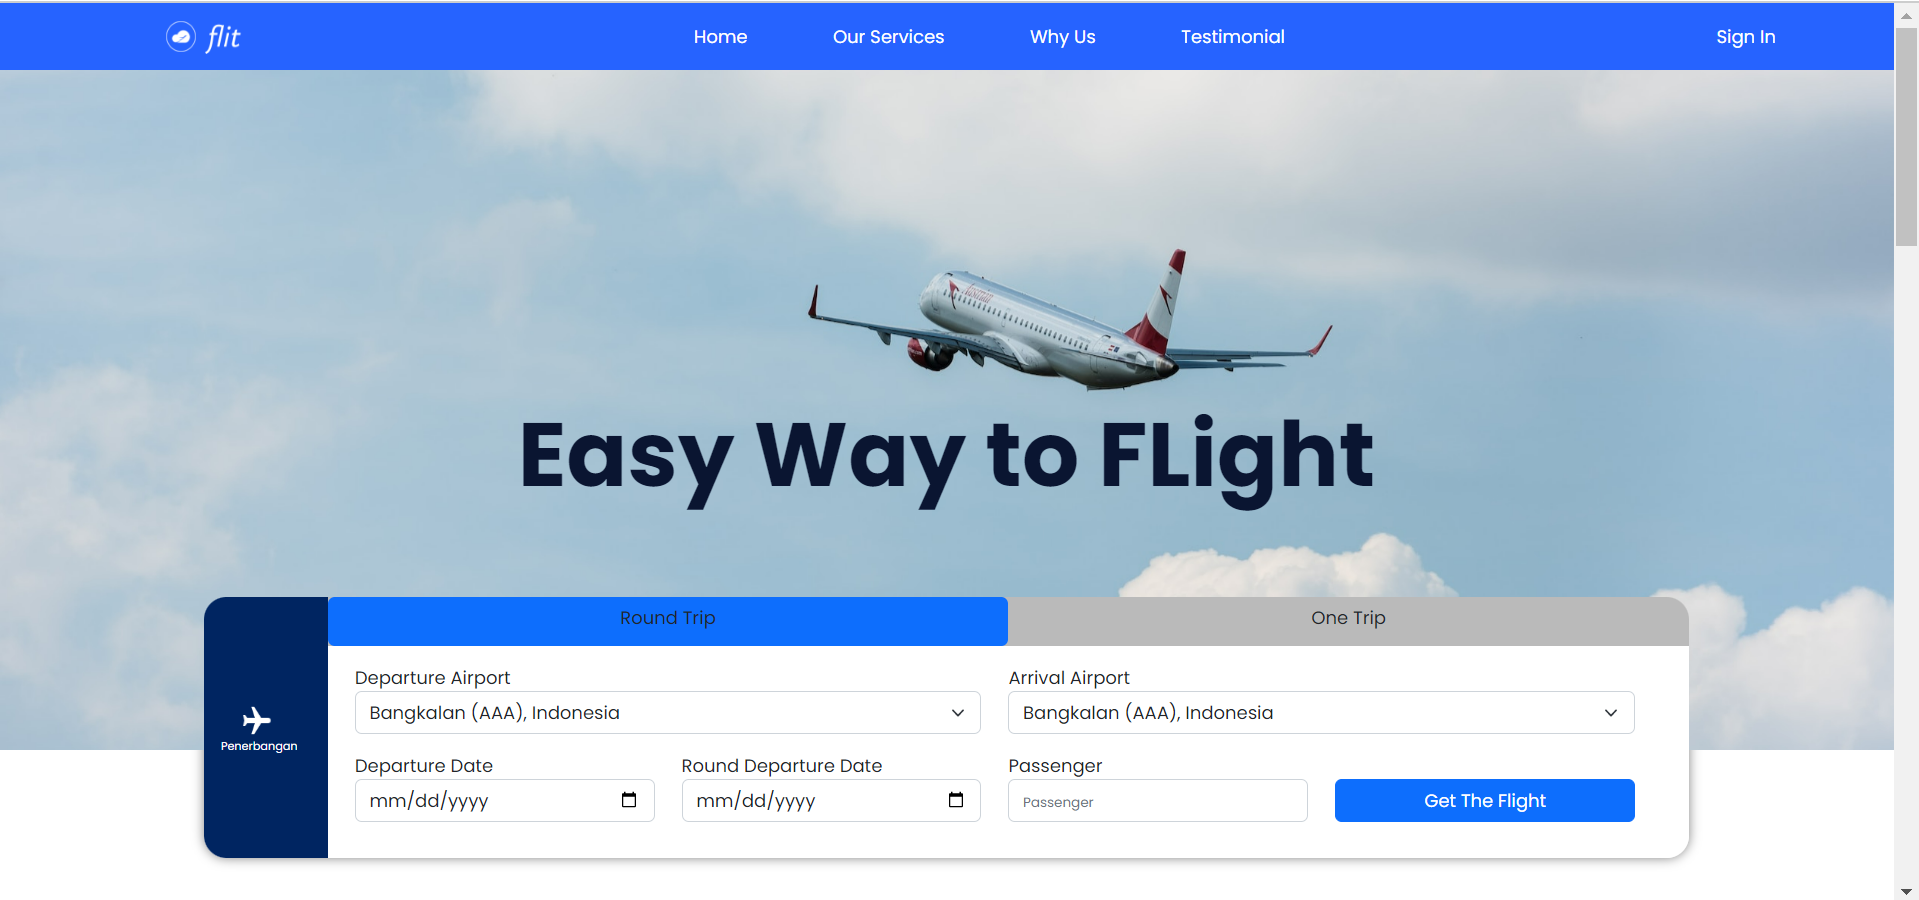 flit
Home
Our Services
Why Us
Testimonial
Sign In
Austrian
Easy Way to FLight
Round Trip
One Trip
Penerbangan
Departure Airport
Bangkalan (AAA), Indonesia
Arrival Airport
Bangkalan (AAA), Indonesia
Departure Date
mm/dd/yyyy
Round Departure Date
mm/dd/yyyy
Passenger
Passenger
Get The Flight